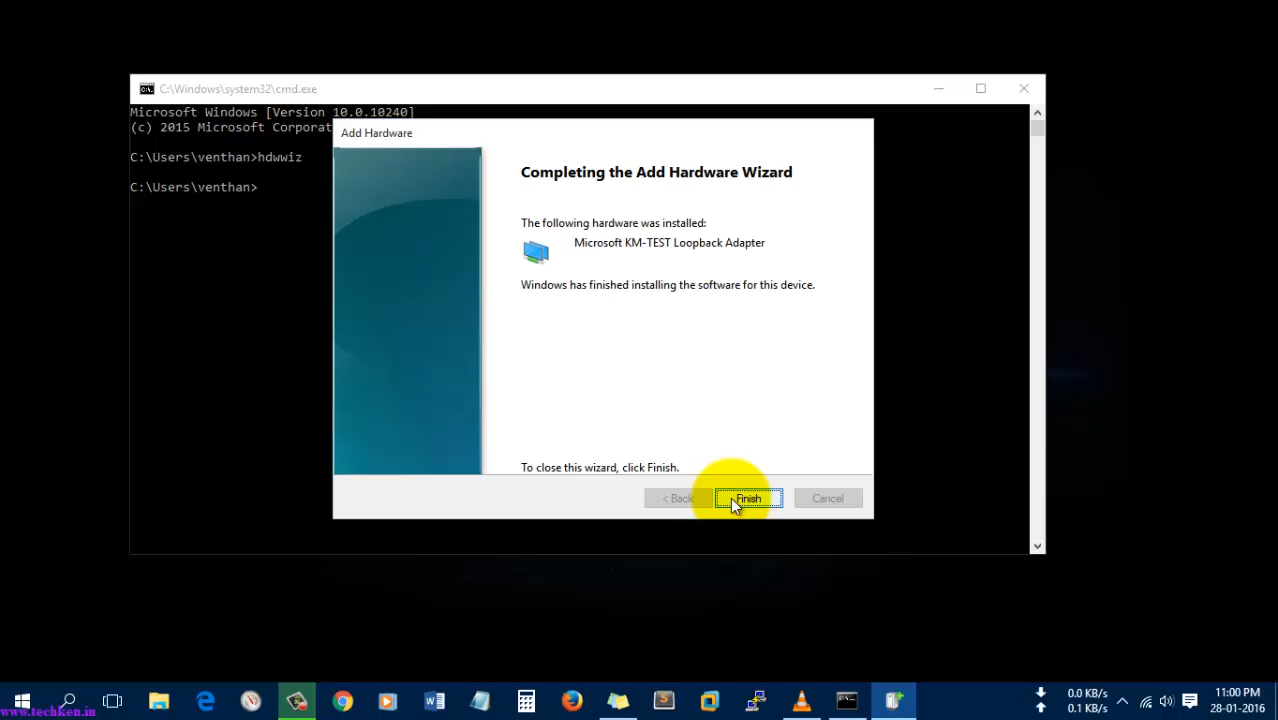 C:\Windows\system32\cmd.exe
Microsoft Windows [Version 10.0.10240]
(c) 2015 Microsoft Corporat
C:\Users\venthan>hdwwiz
C:\Users\venthan>
Add Hardware
Completing the Add Hardware Wizard
The following hardware was installed:
Microsoft KM-TEST Loopback Adapter
Windows has finished installing the software for this device.
To close this wizard, click Finish.
< Back Finish Cancel
0.0 KB/s
0.1 KB/s
11:00 PM
28-01-2016
www.techken.in